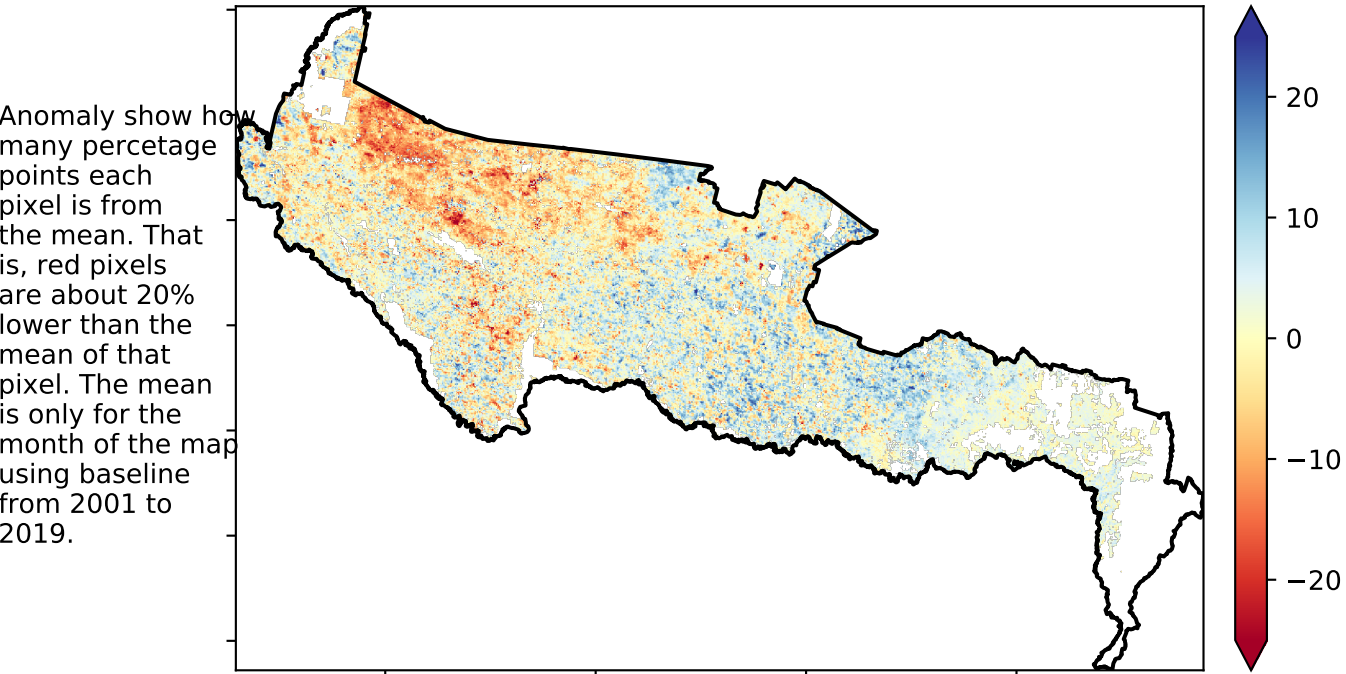 Anomaly show how
many percetage
points each
pixel is from
the mean. That
is, red pixels
are about 20%
lower than the
mean of that
pixel. The mean
is only for the
month of the map
using baseline
from 2001 to
2019.
20
10
0
−10
−20